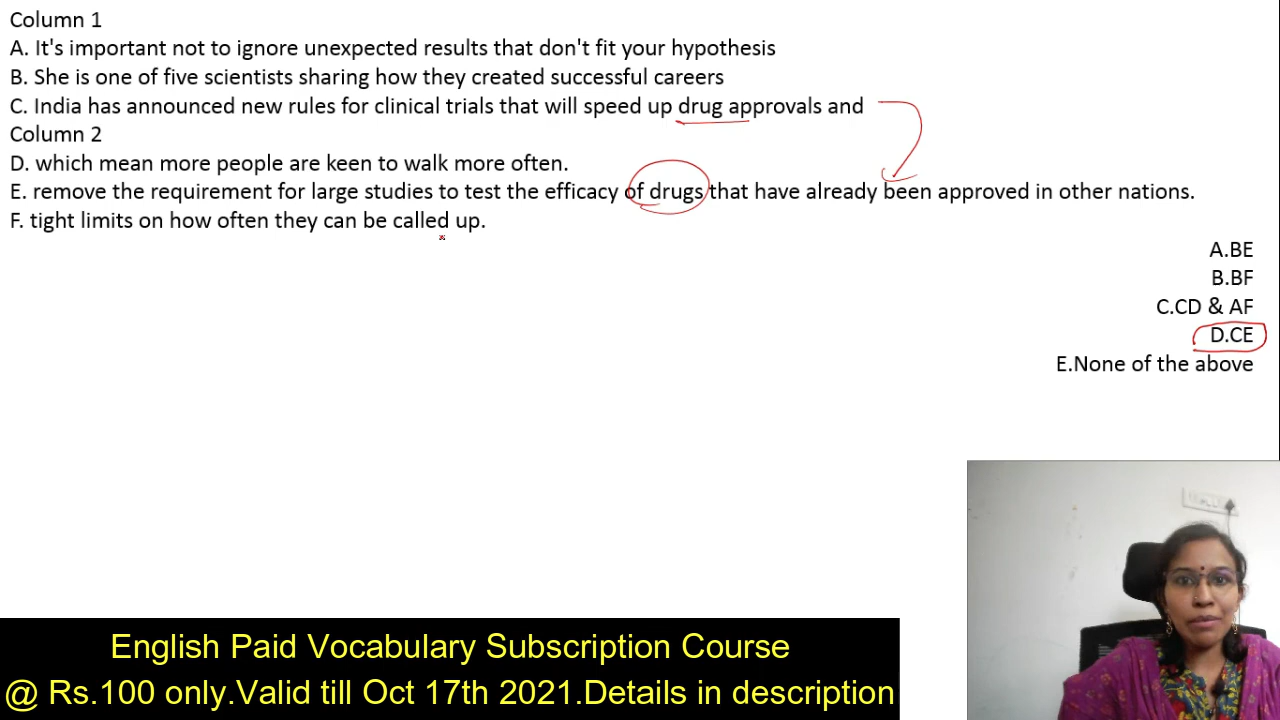 Column 1
A. It's important not to ignore unexpected results that don't fit your hypothesis
B. She is one of five scientists sharing how they created successful careers
C. India has announced new rules for clinical trials that will speed up drug approvals and
Column 2
D. which mean more people are keen to walk more often.
E. remove the requirement for large studies to test the efficacy of drugs that have already been approved in other nations.
F. tight limits on how often they can be called up.
A.BE
B.BF
C.CD & AF
D.CE
E.None of the above
English Paid Vocabulary Subscription Course
@ Rs.100 only.Valid till Oct 17th 2021.Details in description